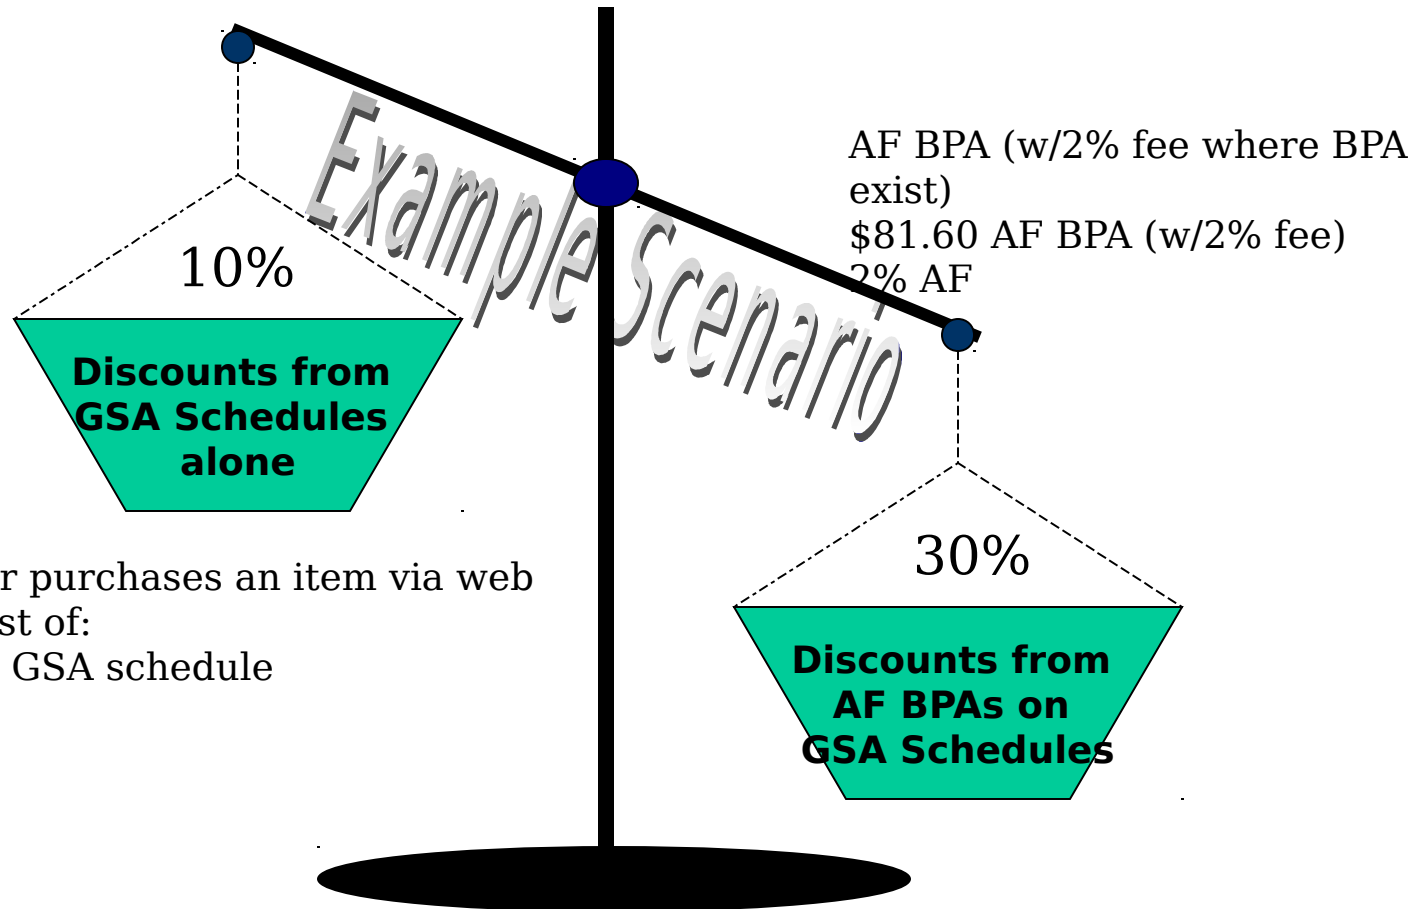 Example Scenario
AF BPA (w/2% fee where BPA
exist)
$81.60 AF BPA (w/2% fee)
2% AF
10%
Discounts from
GSA Schedules
alone
r purchases an item via web
st of:
GSA schedule
30%
Discounts from
AF BPAs on
GSA Schedules